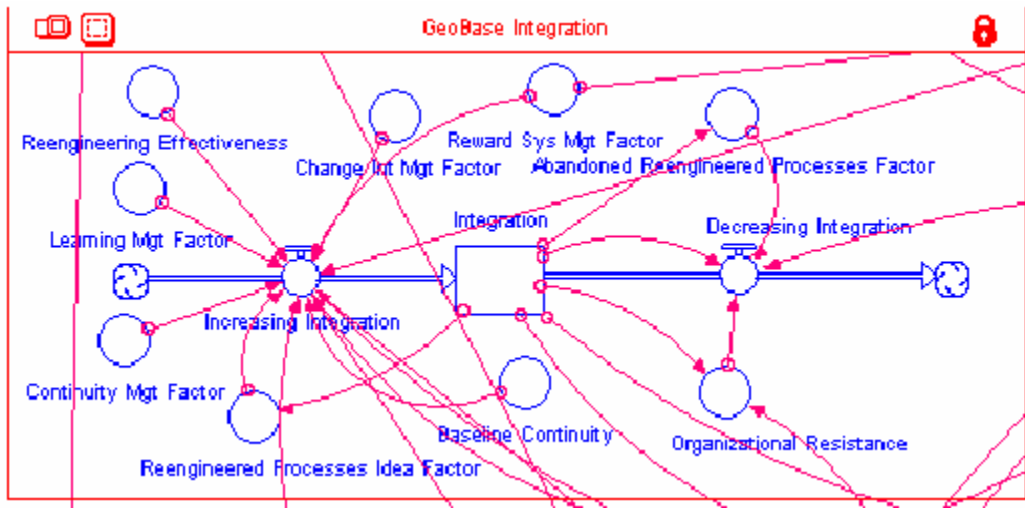 GeoBase Integration
Reengineering Effectiveness
Change Int Mgt Factor
Reward Sys Mgt Factor
Abandoned Reengineered Processes Factor
Learning Mgt Factor
Integration
Decreasing Integration
Increasing Integration
Continuity Mgt Factor
Baseline Continuity
Organizational Resistance
Reengineered Processes Idea Factor